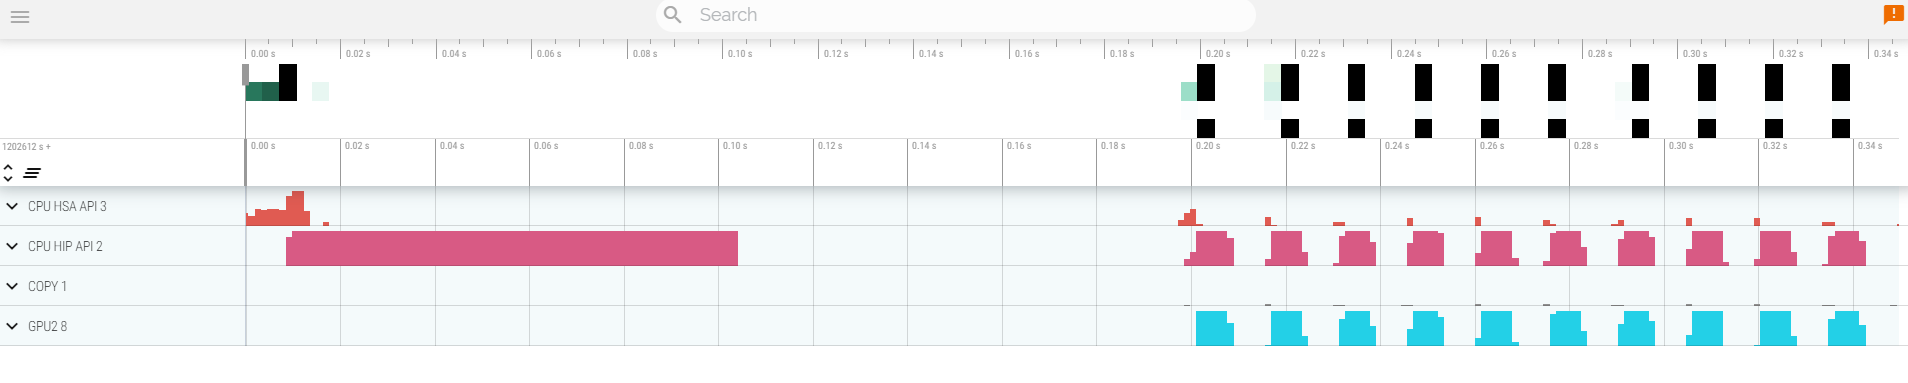 Search
0.00 s 0.02 s 0.04 s 0.06 s 0.08 s 0.10 s 0.12 s 0.14 s 0.16 s 0.18 s 0.20 s 0.22 s 0.24 s 0.26 s 0.28 s 0.30 s 0.32 s 0.34 s
1202612 s + 0.00 s 0.02 s 0.04 s 0.06 s 0.08 s 0.10 s 0.12 s 0.14 s 0.16 s 0.18 s 0.20 s 0.22 s 0.24 s 0.26 s 0.28 s 0.30 s 0.32 s 0.34 s
CPU HSA API 3
CPU HIP API 2
COPY 1
GPU2 8